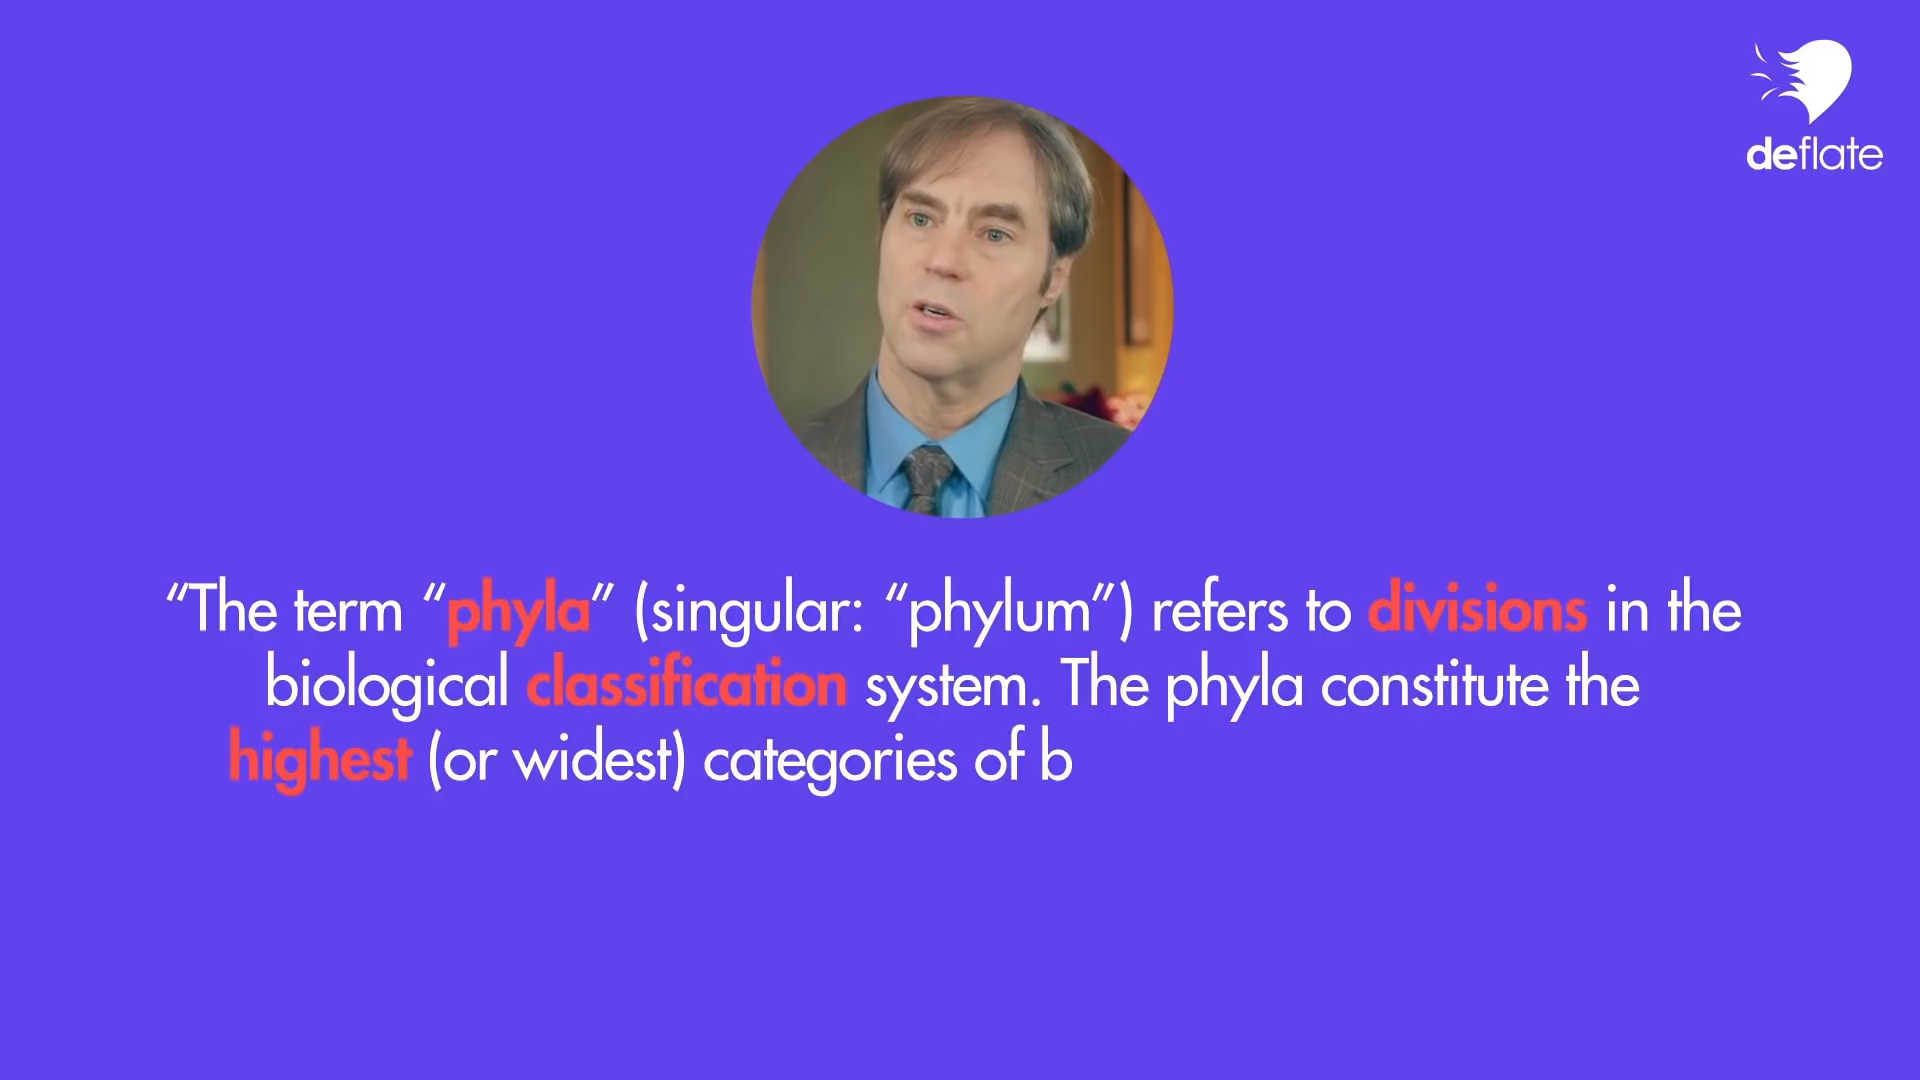 deflate
“The term “phyla” (singular: “phylum”) refers to divisions in the
biological classification system. The phyla constitute the
highest (or widest) categories of b